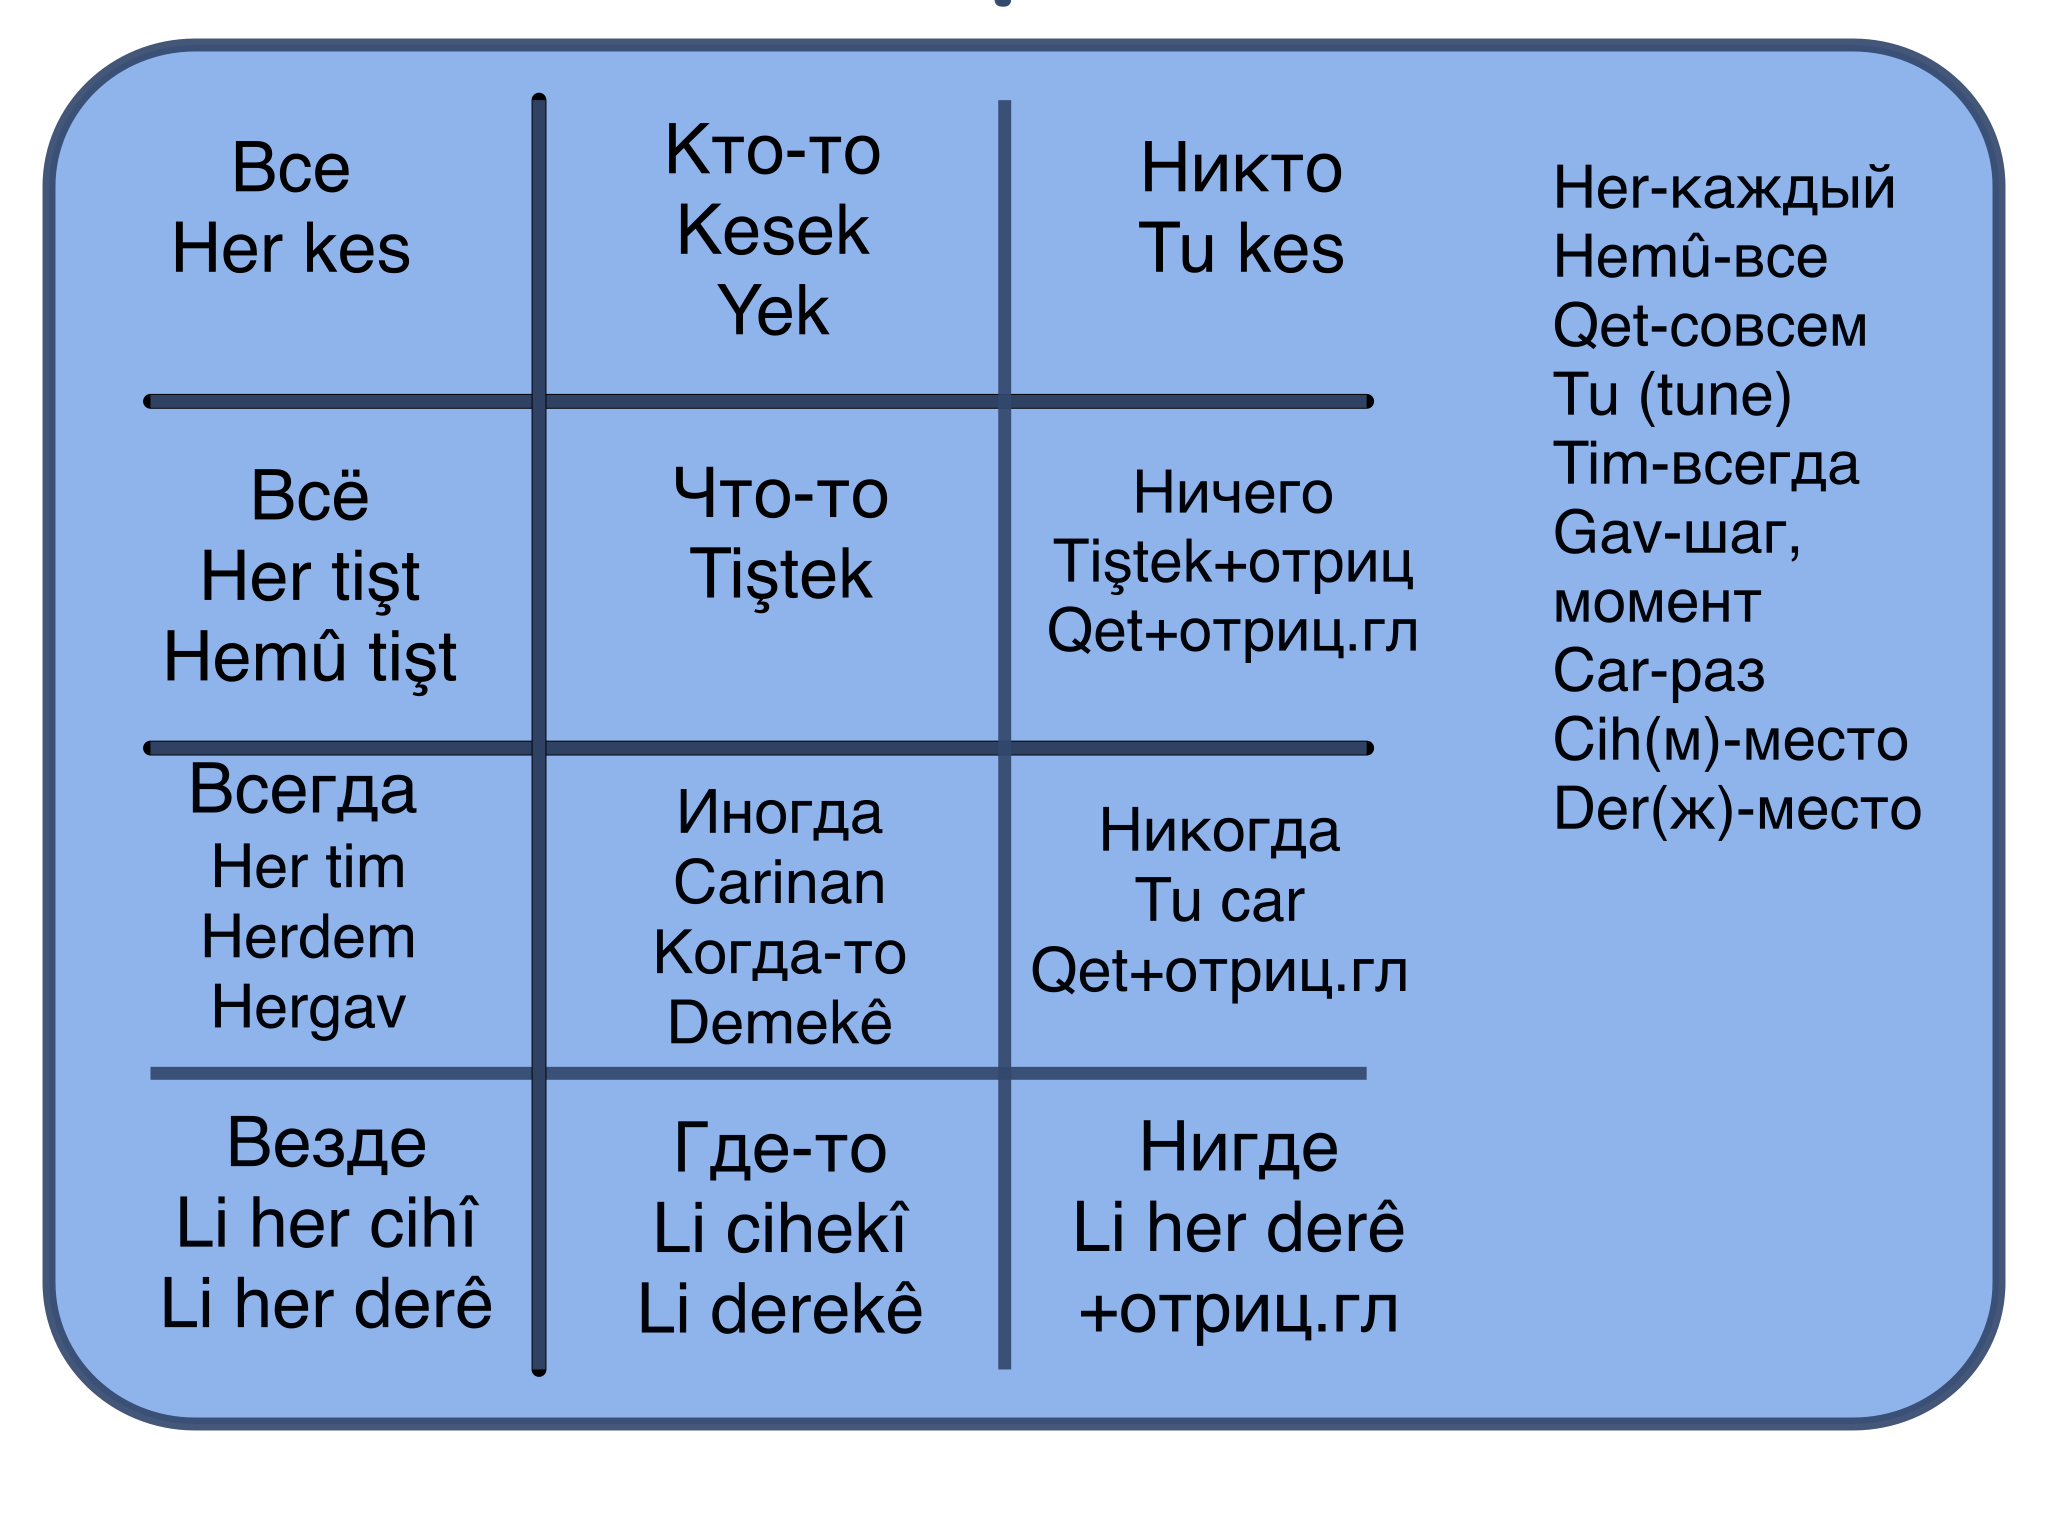 Все
Her kes
Кто-то
Kesek
Yek
Никто
Tu kes
Всё
Her tişt
Hemû tişt
Что-то
Tiştek
Ничего
Tiştek+отриц
Qet+отриц.гл
Всегда
Her tim
Herdem
Hergav
Иногда
Carinan
Когда-то
Demekê
Никогда
Tu car
Qet+отриц.гл
Везде
Li her cihî
Li her derê
Где-то
Li cihekî
Li derekê
Нигде
Li her derê
+отриц.гл
Her-каждый
Hemû-все
Qet-совсем
Tu (tune)
Tim-всегда
Gav-шаг,
момент
Car-раз
Cih(м)-место
Der(ж)-место